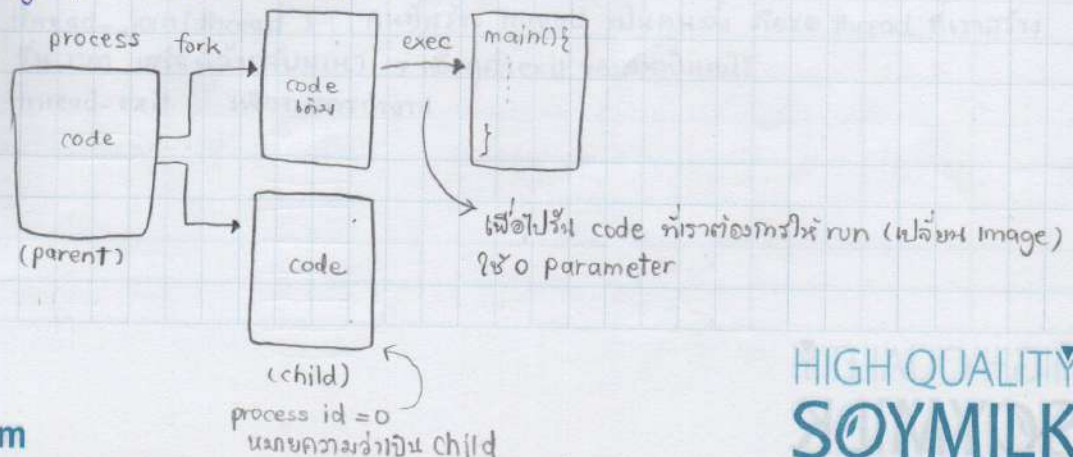 process fork
code
(parent)
code
เดิม
exec
main(){
}
เพื่อไปรัน code ที่เราต้องการให้ run (เปลี่ยน Image)
ใช้ 0 parameter
code
(child)
process id = 0
หมายความว่าเป็น child
HIGH QUALITY
SOYMILK
m